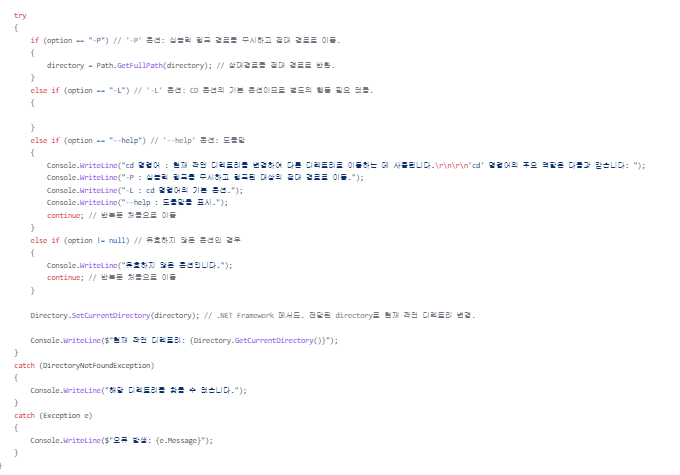 try
{
if (option == "-P") // '-P' 옵션: 심볼릭 링크 경로를 무시하고 절대 경로로 이동.
{
directory = Path.GetFullPath(directory); // 상대경로를 절대 경로로 반환.
}
else if (option == "-L") // '-L' 옵션: CD 옵션의 기본 옵션이므로 별도의 행동 필요 없음.
{
}
else if (option == "--help") // '--help' 옵션: 도움말
{
Console.WriteLine("cd 명령어 : 현재 작업 디렉토리를 변경하여 다른 디렉토리로 이동하는 데 사용됩니다.\r\n\r\n'cd' 명령어의 주요 역할은 다음과 같습니다: ");
Console.WriteLine("-P : 심볼릭 링크를 무시하고 링크된 대상의 절대 경로로 이동.");
Console.WriteLine("-L : cd 명령어의 기본 옵션.");
Console.WriteLine("--help : 도움말을 표시.");
continue; // 반복문 처음으로 이동
}
else if (option != null) // 유효하지 않은 옵션인 경우
{
Console.WriteLine("유효하지 않은 옵션입니다.");
continue; // 반복문 처음으로 이동
}
Directory.SetCurrentDirectory(directory); // .NET Framework 메서드. 전달된 directory로 현재 작업 디렉토리 변경.
Console.WriteLine($"현재 작업 디렉토리: {Directory.GetCurrentDirectory()}");
}
catch (DirectoryNotFoundException)
{
Console.WriteLine("해당 디렉토리를 찾을 수 없습니다.");
}
catch (Exception e)
{
Console.WriteLine($"오류 발생: {e.Message}");
}
}